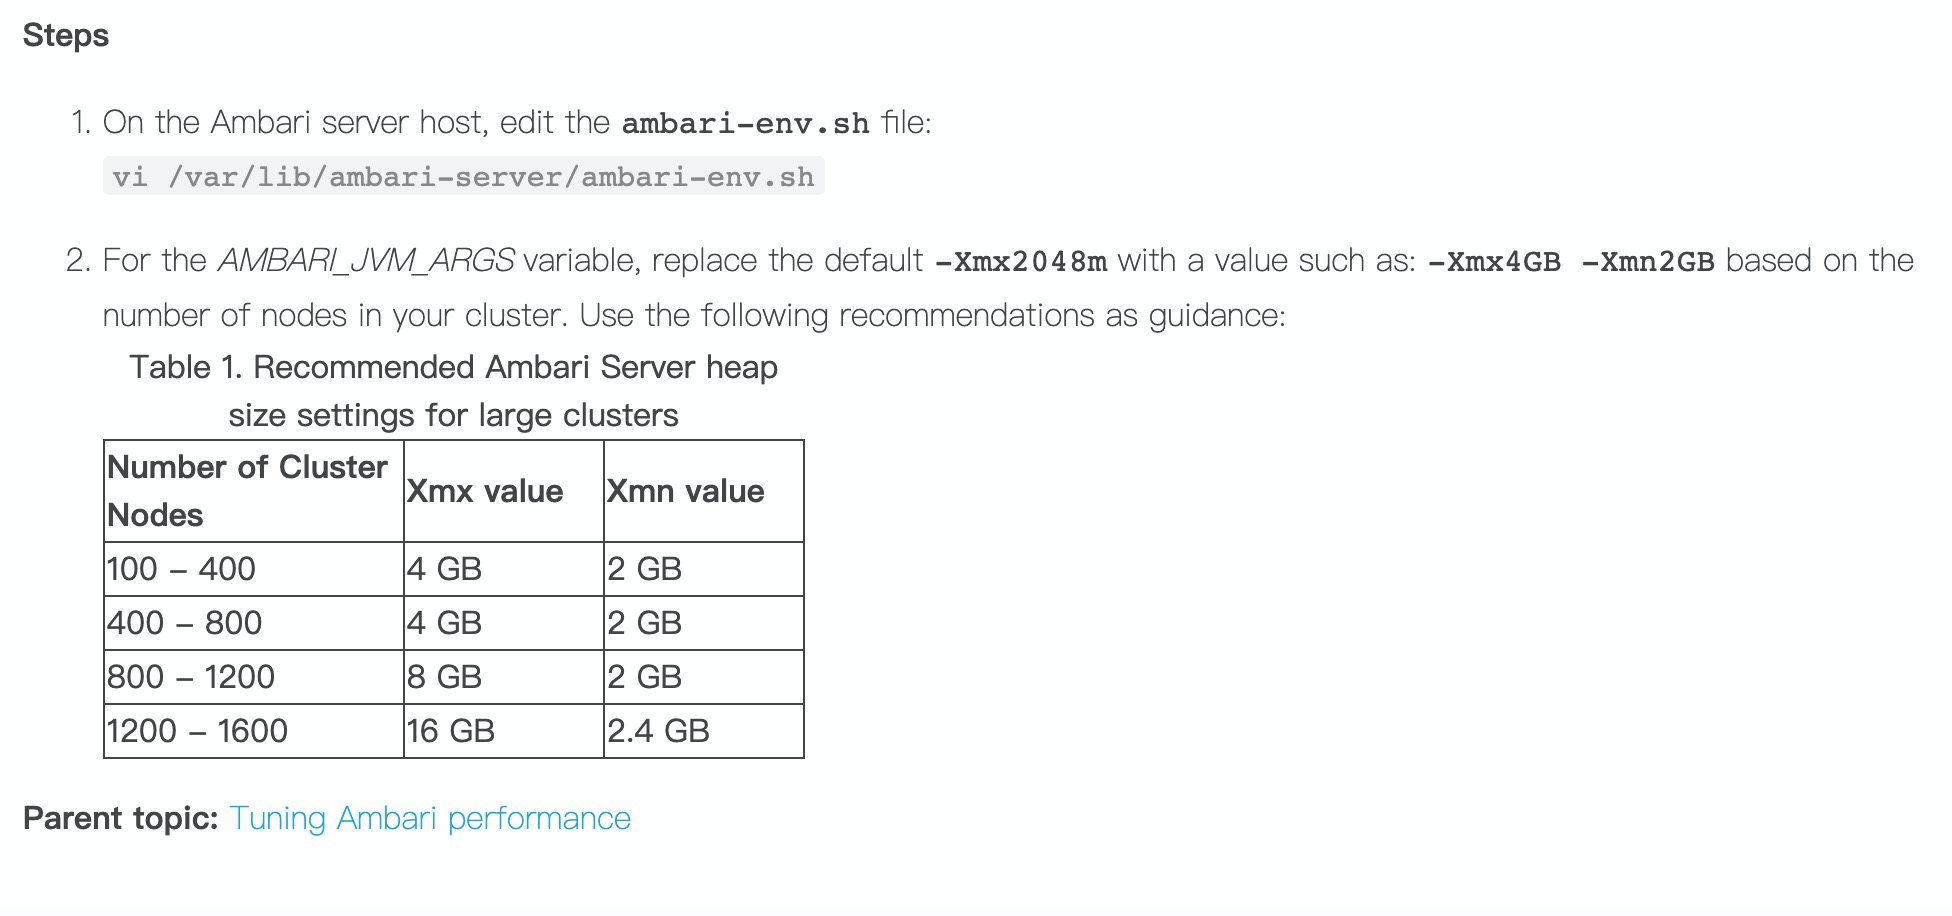 Steps
1. On the Ambari server host, edit the ambari-env.sh file:
vi /var/lib/ambari-server/ambari-env.sh
2. For the AMBARI_JVM_ARGS variable, replace the default -Xmx2048m with a value such as: -Xmx4GB -Xmn2GB based on the
number of nodes in your cluster. Use the following recommendations as guidance:
Table 1. Recommended Ambari Server heap
size settings for large clusters
Number of Cluster
Nodes
Xmx value
Xmn value
100 – 400
4 GB
2 GB
400 – 800
4 GB
2 GB
800 – 1200
8 GB
2 GB
1200 – 1600
16 GB
2.4 GB
Parent topic: Tuning Ambari performance